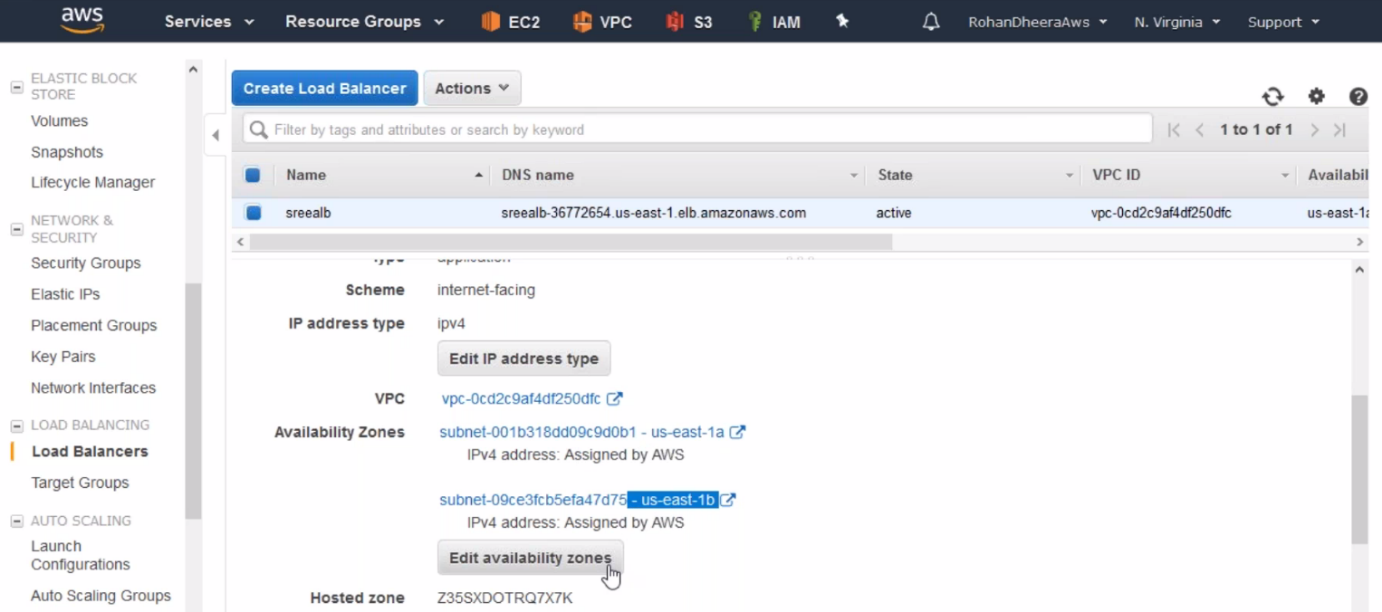 aws Services Resource Groups EC2 VPC S3 IAM RohanDheeraAws N. Virginia Support
ELASTIC BLOCK
STORE
Volumes
Snapshots
Lifecycle Manager
NETWORK &
SECURITY
Security Groups
Elastic IPs
Placement Groups
Key Pairs
Network Interfaces
LOAD BALANCING
Load Balancers
Target Groups
AUTO SCALING
Launch
Configurations
Auto Scaling Groups
Create Load Balancer Actions
Filter by tags and attributes or search by keyword 1 to 1 of 1
Name DNS name State VPC ID Availabil
sreealb sreealb-36772654.us-east-1.elb.amazonaws.com active vpc-0cd2c9af4df250dfc us-east-1a
Type application
Scheme internet-facing
IP address type ipv4
Edit IP address type
VPC vpc-0cd2c9af4df250dfc
Availability Zones subnet-001b318dd09c9d0b1 - us-east-1a
IPv4 address: Assigned by AWS
subnet-09ce3fcb5efa47d75 - us-east-1b
IPv4 address: Assigned by AWS
Edit availability zones
Hosted zone Z35SXDOTRQ7X7K